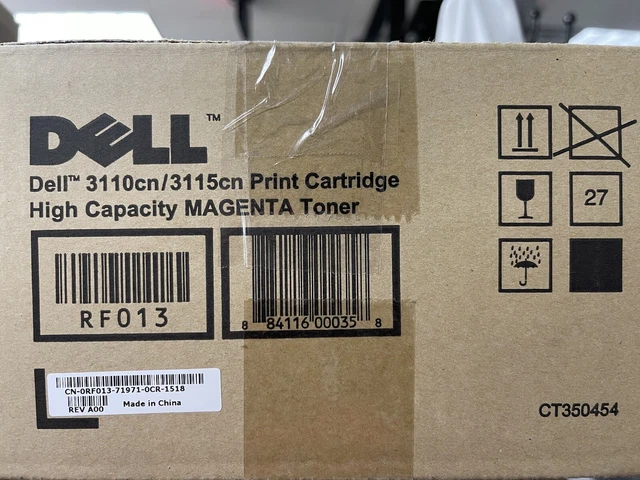 DELL™
Dell™ 3110cn/3115cn Print Cartridge
High Capacity MAGENTA Toner
RF013
8 84116 00035 8
CN-0RF013-71971-0CR-1518
REV A00 Made in China
27
CT350454